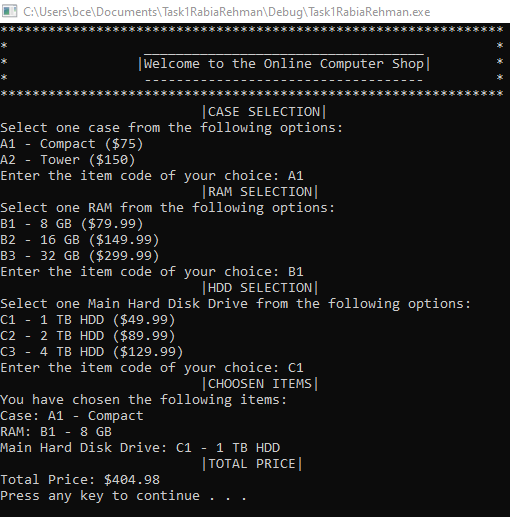 C:\Users\bce\Documents\Task1RabiaRehman\Debug\Task1RabiaRehman.exe
***************************************************************
*                 ___________________________________         *
*                |Welcome to the Online Computer Shop|        *
*                 -----------------------------------         *
***************************************************************
|CASE SELECTION|
Select one case from the following options:
A1 - Compact ($75)
A2 - Tower ($150)
Enter the item code of your choice: A1
|RAM SELECTION|
Select one RAM from the following options:
B1 - 8 GB ($79.99)
B2 - 16 GB ($149.99)
B3 - 32 GB ($299.99)
Enter the item code of your choice: B1
|HDD SELECTION|
Select one Main Hard Disk Drive from the following options:
C1 - 1 TB HDD ($49.99)
C2 - 2 TB HDD ($89.99)
C3 - 4 TB HDD ($129.99)
Enter the item code of your choice: C1
|CHOOSEN ITEMS|
You have chosen the following items:
Case: A1 - Compact
RAM: B1 - 8 GB
Main Hard Disk Drive: C1 - 1 TB HDD
|TOTAL PRICE|
Total Price: $404.98
Press any key to continue . . .